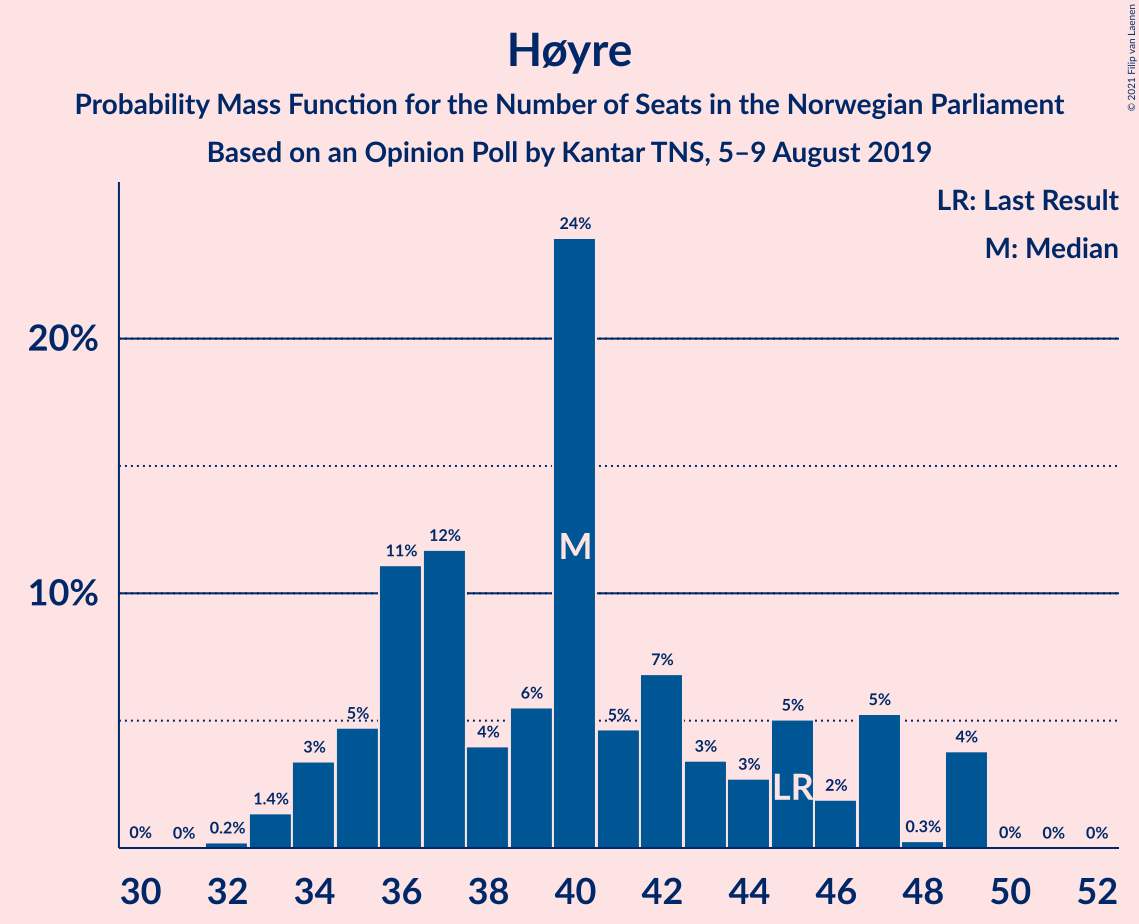 Høyre
Probability Mass Function for the Number of Seats in the Norwegian Parliament
Based on an Opinion Poll by Kantar TNS, 5–9 August 2019
© 2021 Filip van Laenen
LR: Last Result
M: Median
20%
10%
0%
0%
0.2%
1.4%
3%
5%
11%
12%
4%
6%
24%
5%
7%
3%
3%
5%
2%
5%
0.3%
4%
0%
0%
0%
M
LR
30 32 34 36 38 40 42 44 46 48 50 52